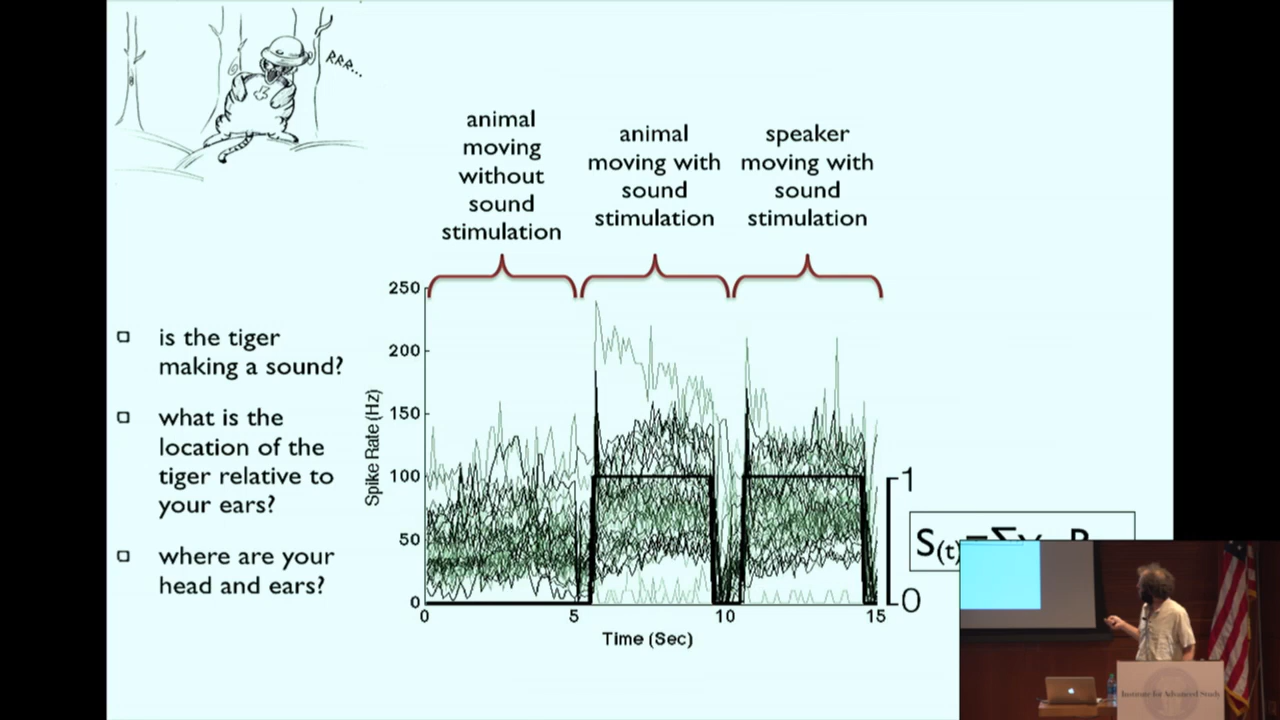 RRR...
animal
moving
without
sound
stimulation
animal
moving with
sound
stimulation
speaker
moving with
sound
stimulation
is the tiger
making a sound?
what is the
location of the
tiger relative to
your ears?
where are your
head and ears?
Spike Rate (Hz)
250
200
150
100
50
0
0
5
10
15
Time (Sec)
1
0
S(t)=Σ
Institute for Advanced Study